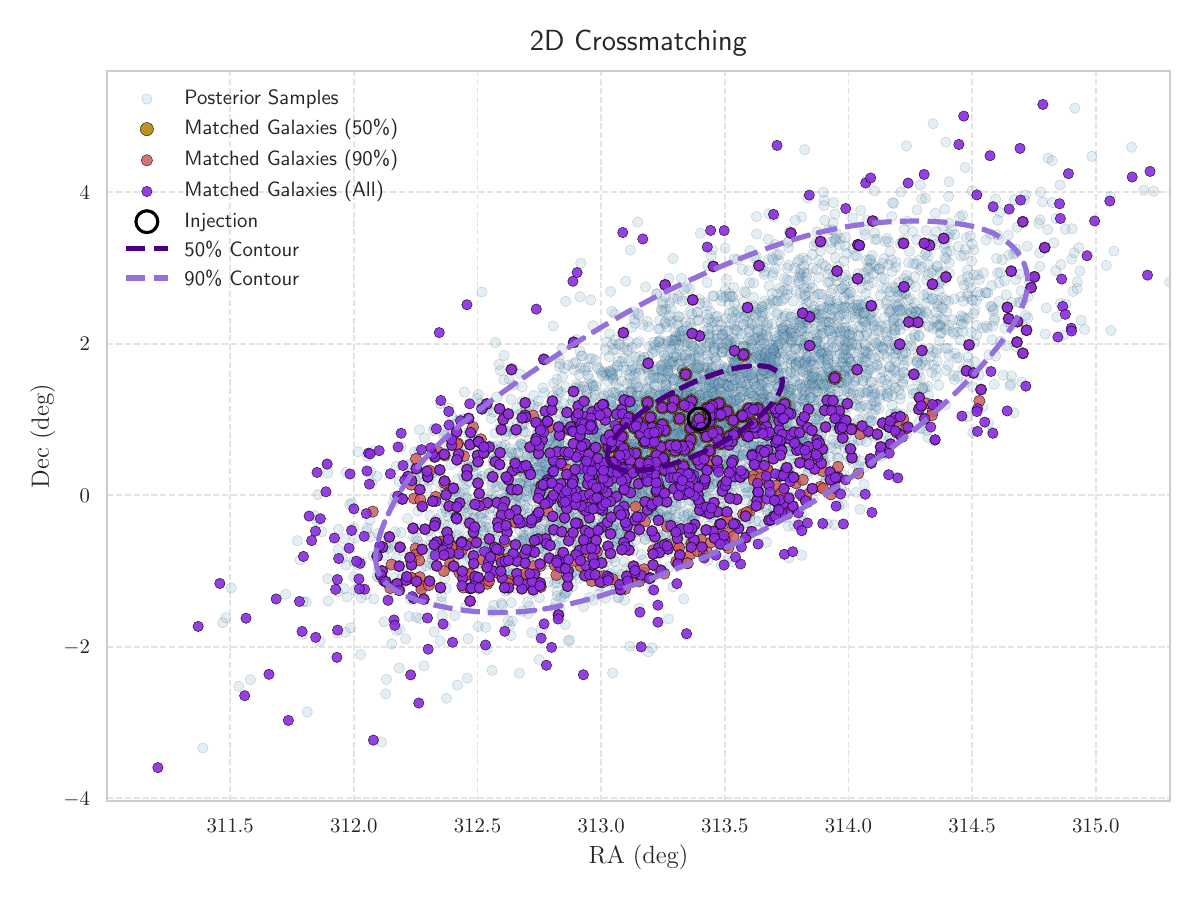 2D Crossmatching
Posterior Samples
Matched Galaxies (50%)
Matched Galaxies (90%)
Matched Galaxies (All)
Injection
50% Contour
90% Contour
Dec (deg)
4
2
0
−2
−4
311.5 312.0 312.5 313.0 313.5 314.0 314.5 315.0
RA (deg)